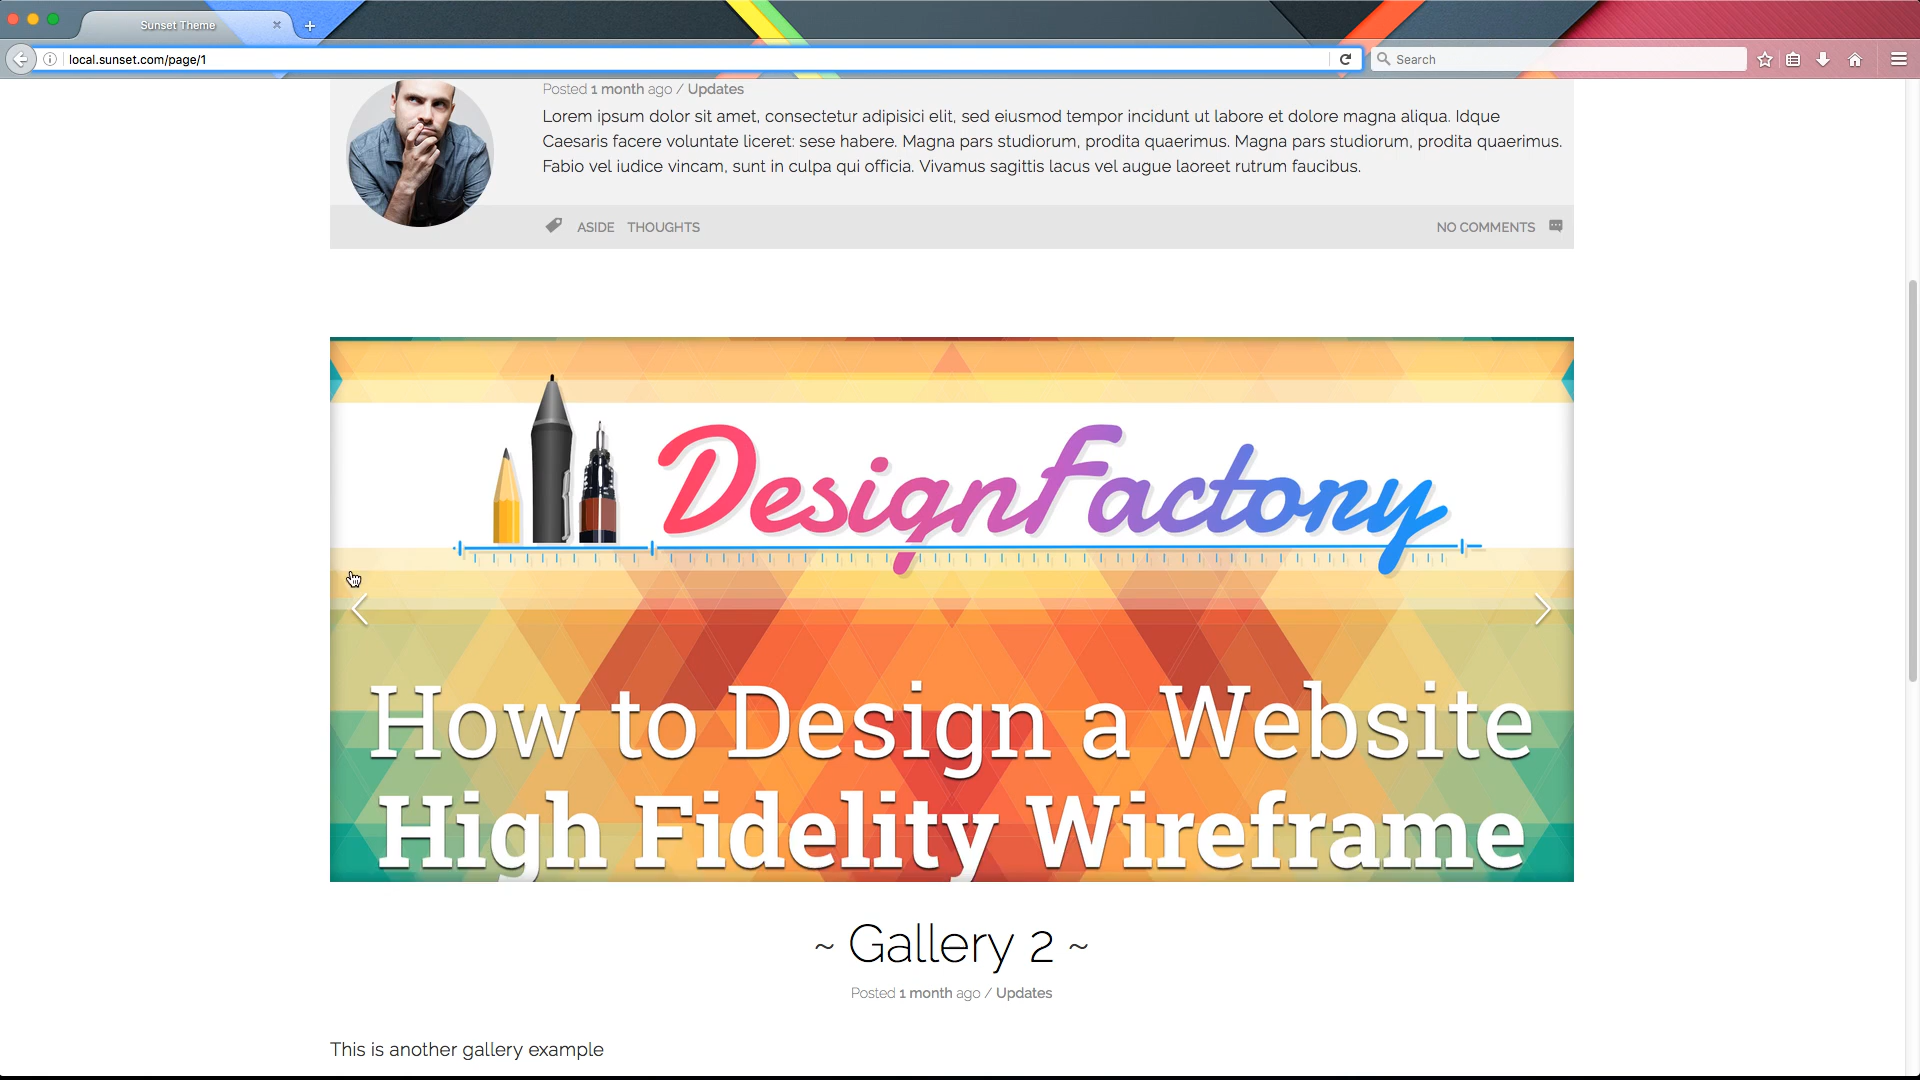 Sunset Theme
local.sunset.com/page/1
Search
Posted 1 month ago / Updates
Lorem ipsum dolor sit amet, consectetur adipisici elit, sed eiusmod tempor incidunt ut labore et dolore magna aliqua. Idque
Caesaris facere voluntate liceret: sese habere. Magna pars studiorum, prodita quaerimus. Magna pars studiorum, prodita quaerimus.
Fabio vel iudice vincam, sunt in culpa qui officia. Vivamus sagittis lacus vel augue laoreet rutrum faucibus.
ASIDE THOUGHTS
NO COMMENTS
DesignFactory
How to Design a Website
High Fidelity Wireframe
~ Gallery 2 ~
Posted 1 month ago / Updates
This is another gallery example